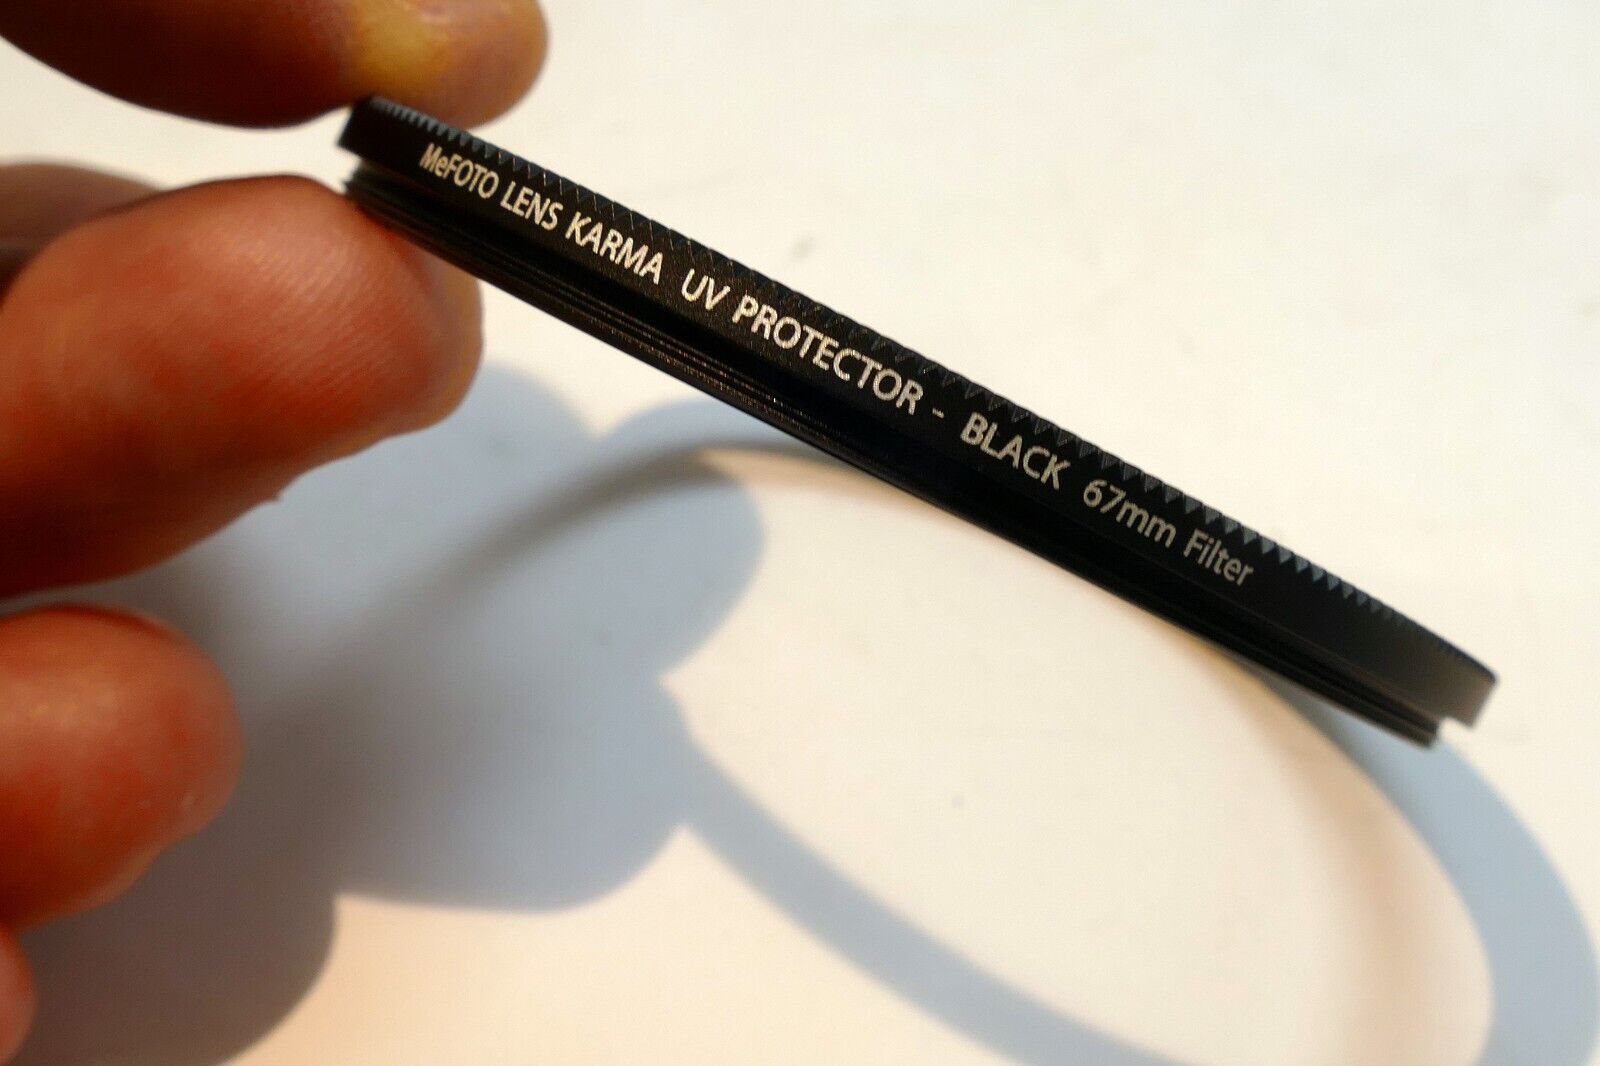 MeFOTO LENS KARMA UV PROTECTOR - BLACK 67mm Filter